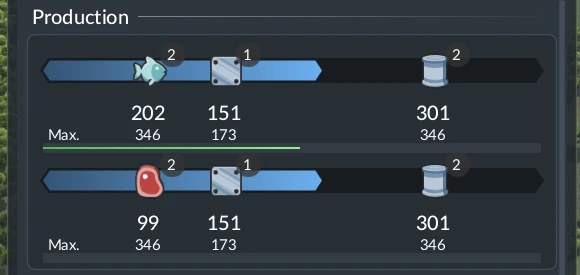 Production
2 1 2
202 151 301
Max. 346 173 346
2 1 2
99 151 301
Max. 346 173 346